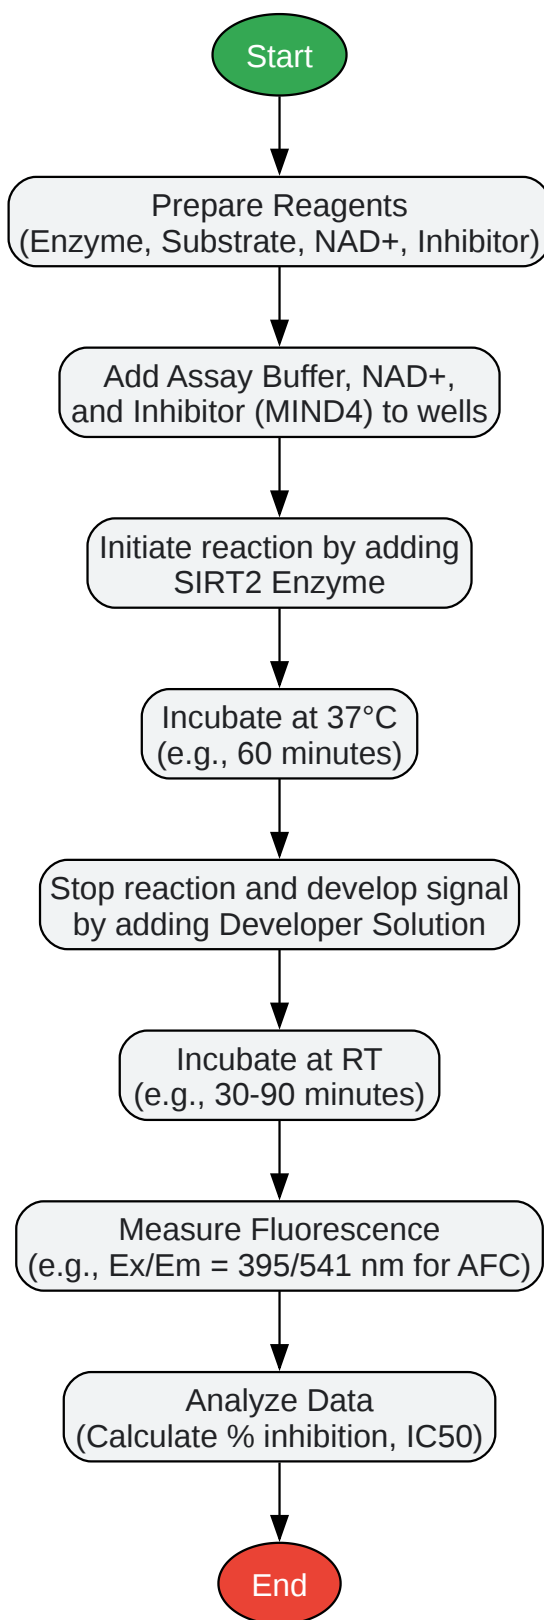 Start
Prepare Reagents
(Enzyme, Substrate, NAD+, Inhibitor)
Add Assay Buffer, NAD+,
and Inhibitor (MIND4) to wells
Initiate reaction by adding
SIRT2 Enzyme
Incubate at 37°C
(e.g., 60 minutes)
Stop reaction and develop signal
by adding Developer Solution
Incubate at RT
(e.g., 30-90 minutes)
Measure Fluorescence
(e.g., Ex/Em = 395/541 nm for AFC)
Analyze Data
(Calculate % inhibition, IC50)
End